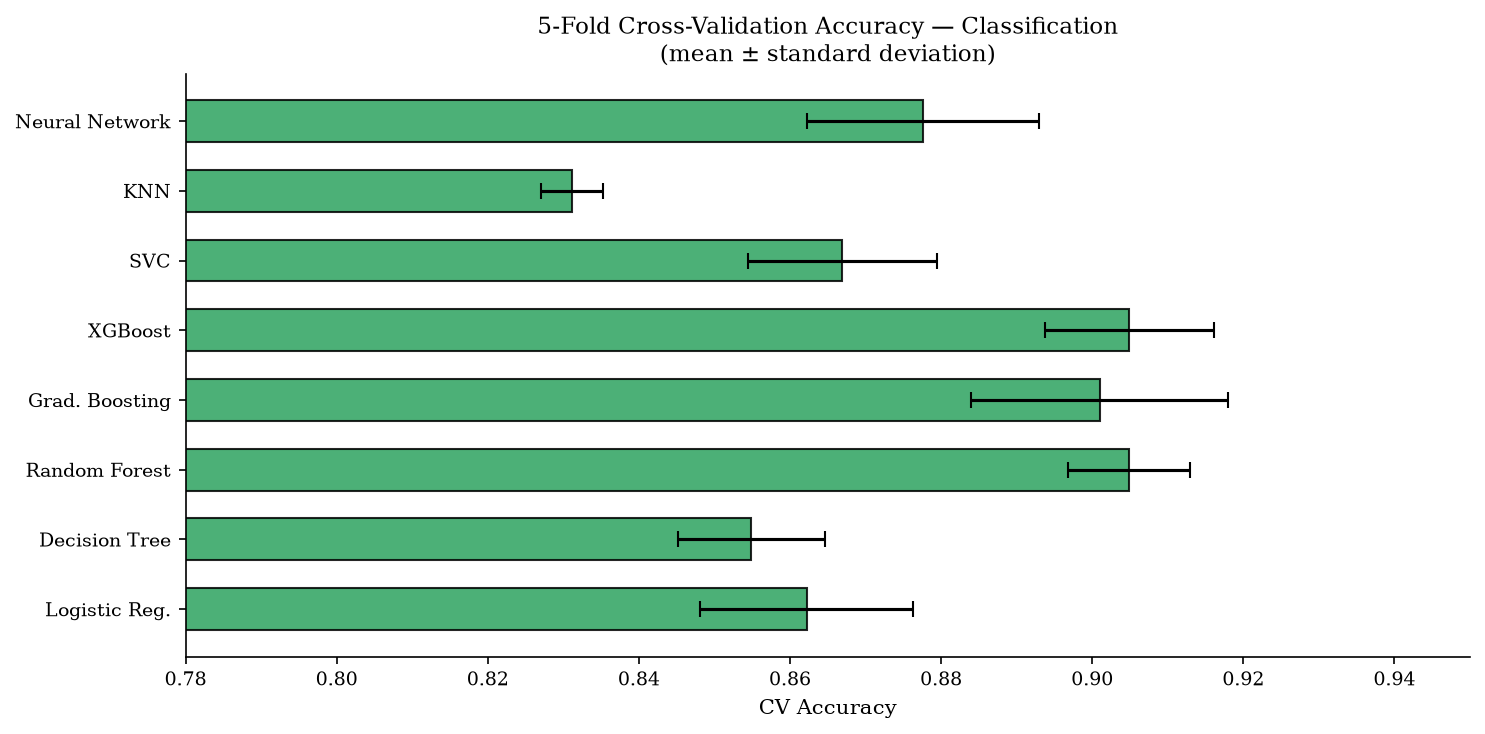 5-Fold Cross-Validation Accuracy — Classification
(mean ± standard deviation)
Neural Network
KNN
SVC
XGBoost
Grad. Boosting
Random Forest
Decision Tree
Logistic Reg.
0.78 0.80 0.82 0.84 0.86 0.88 0.90 0.92 0.94
CV Accuracy